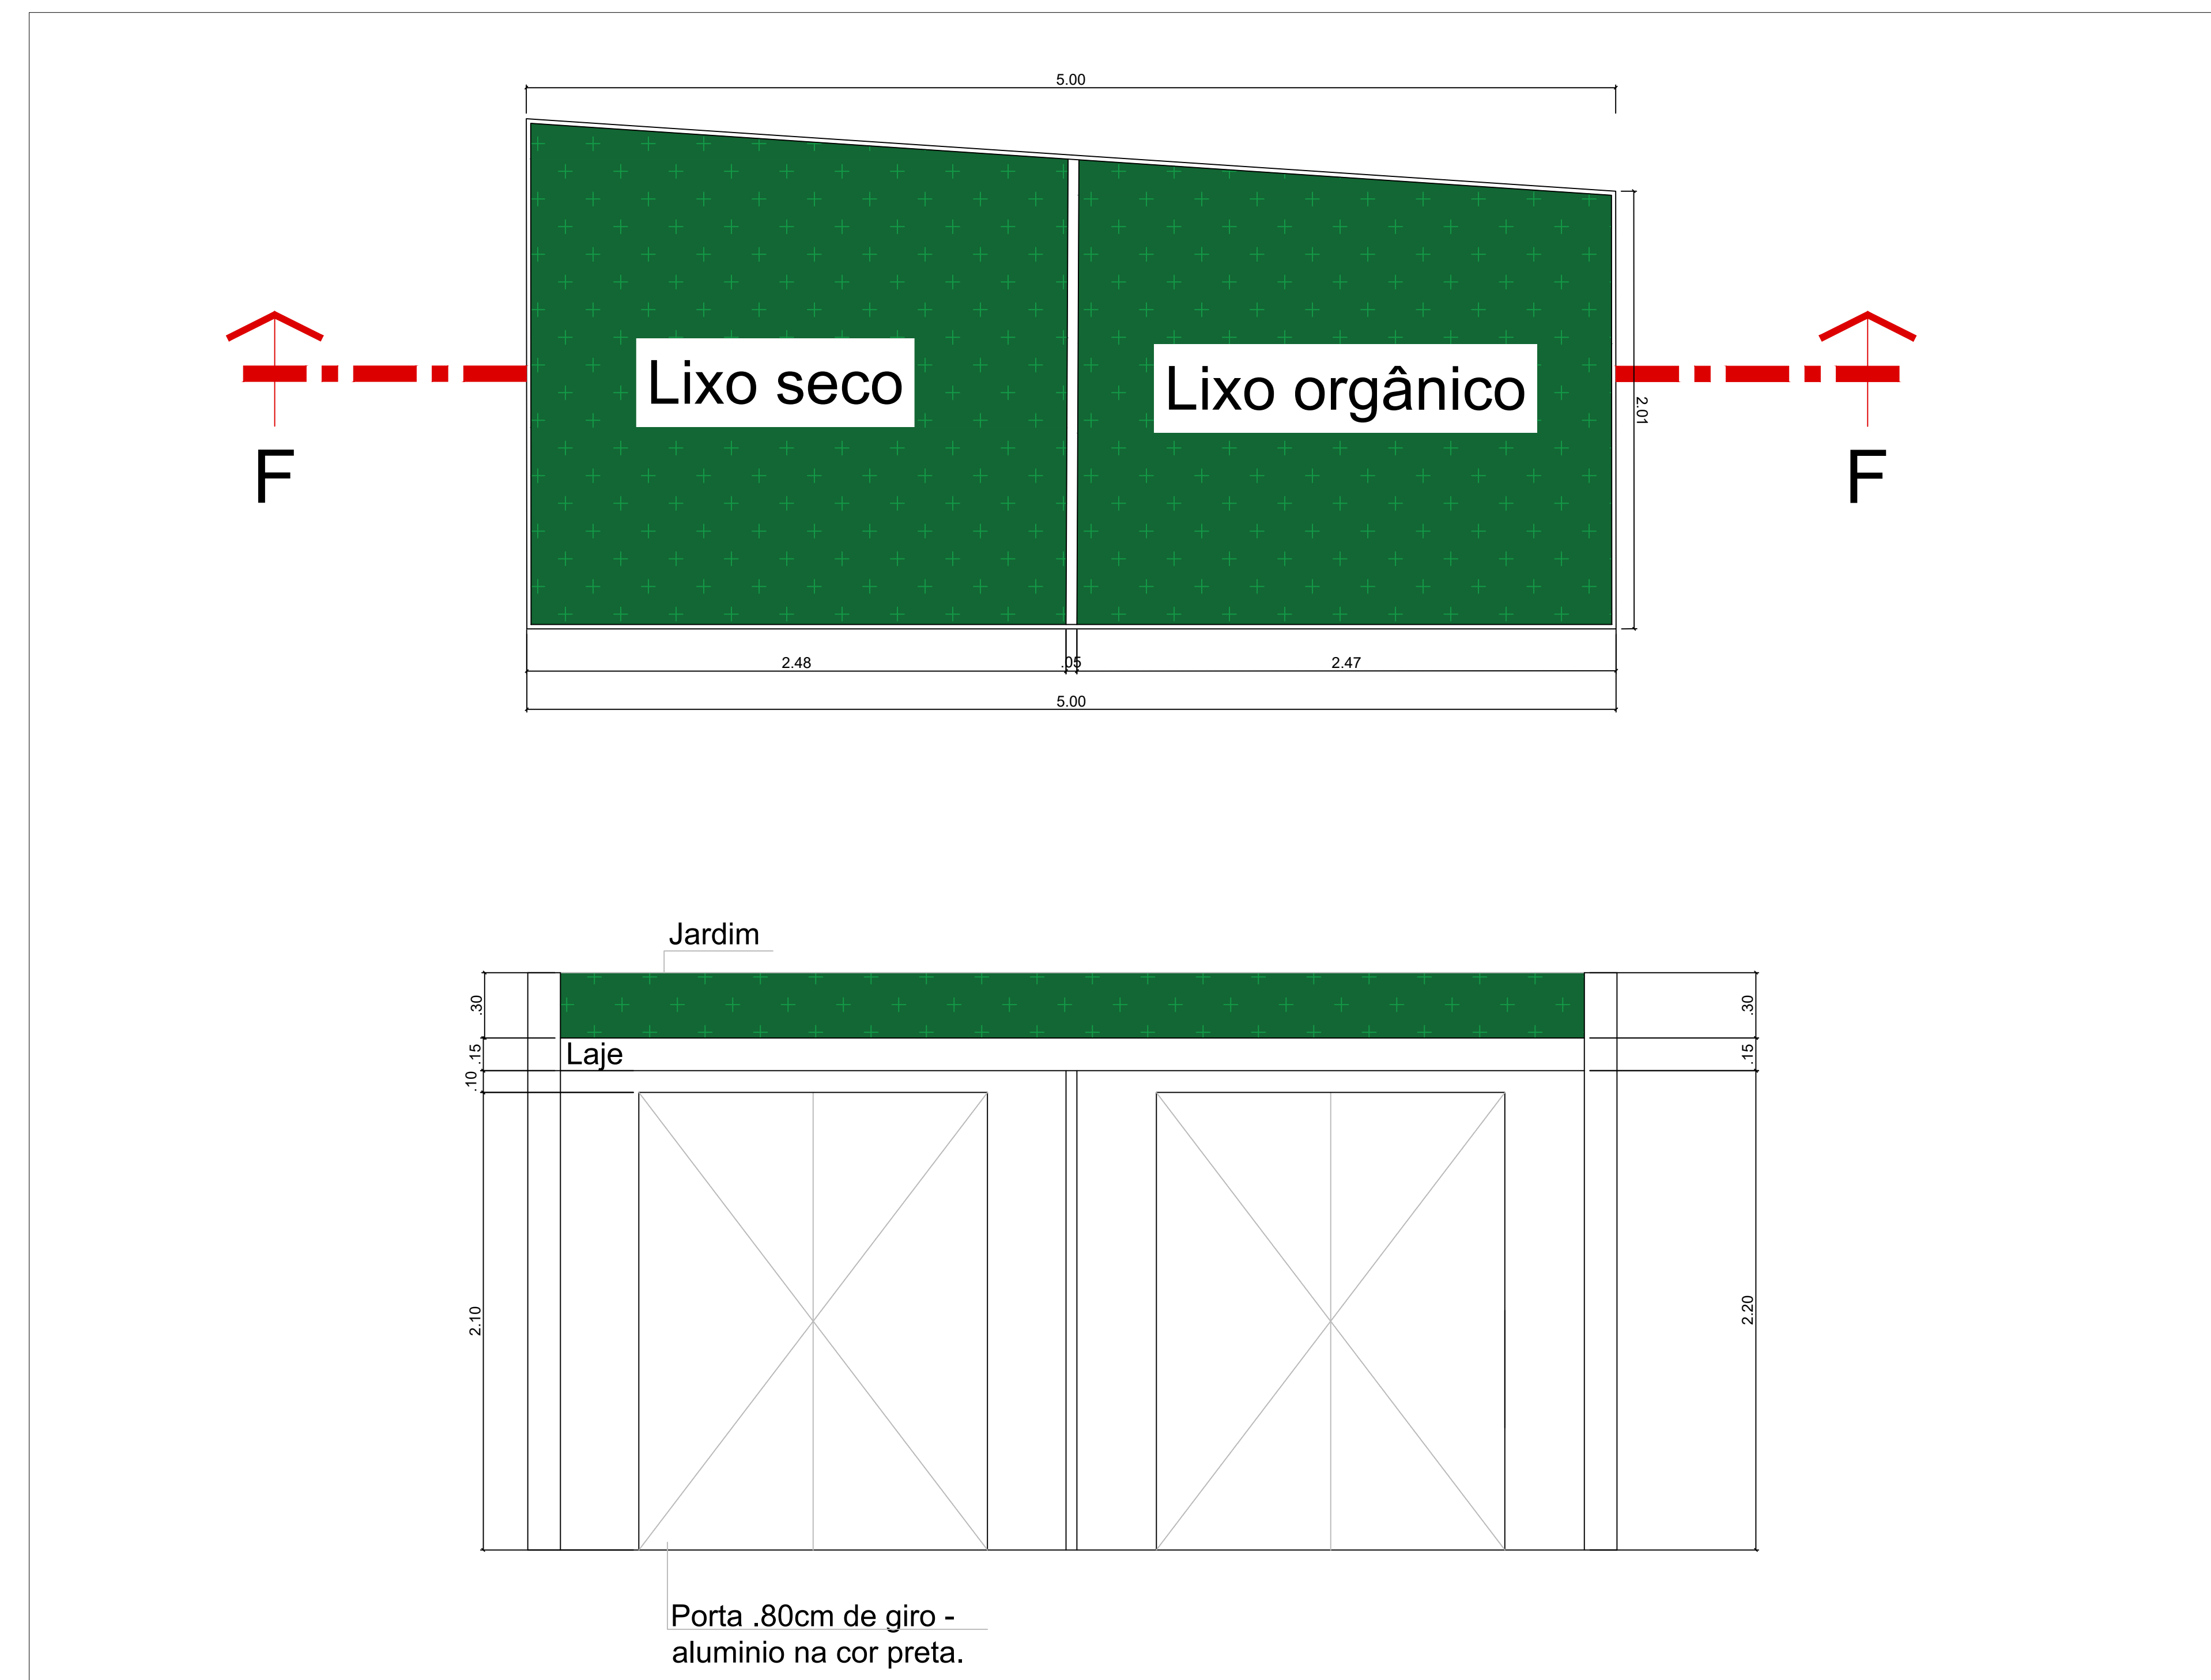 5.00
Lixo seco
Lixo orgânico
F
F
2.01
2.48
.05
2.47
5.00
Jardim
.30
.30
Laje
.15
.15
.10
2.10
2.20
Porta .80cm de giro -
aluminio na cor preta.